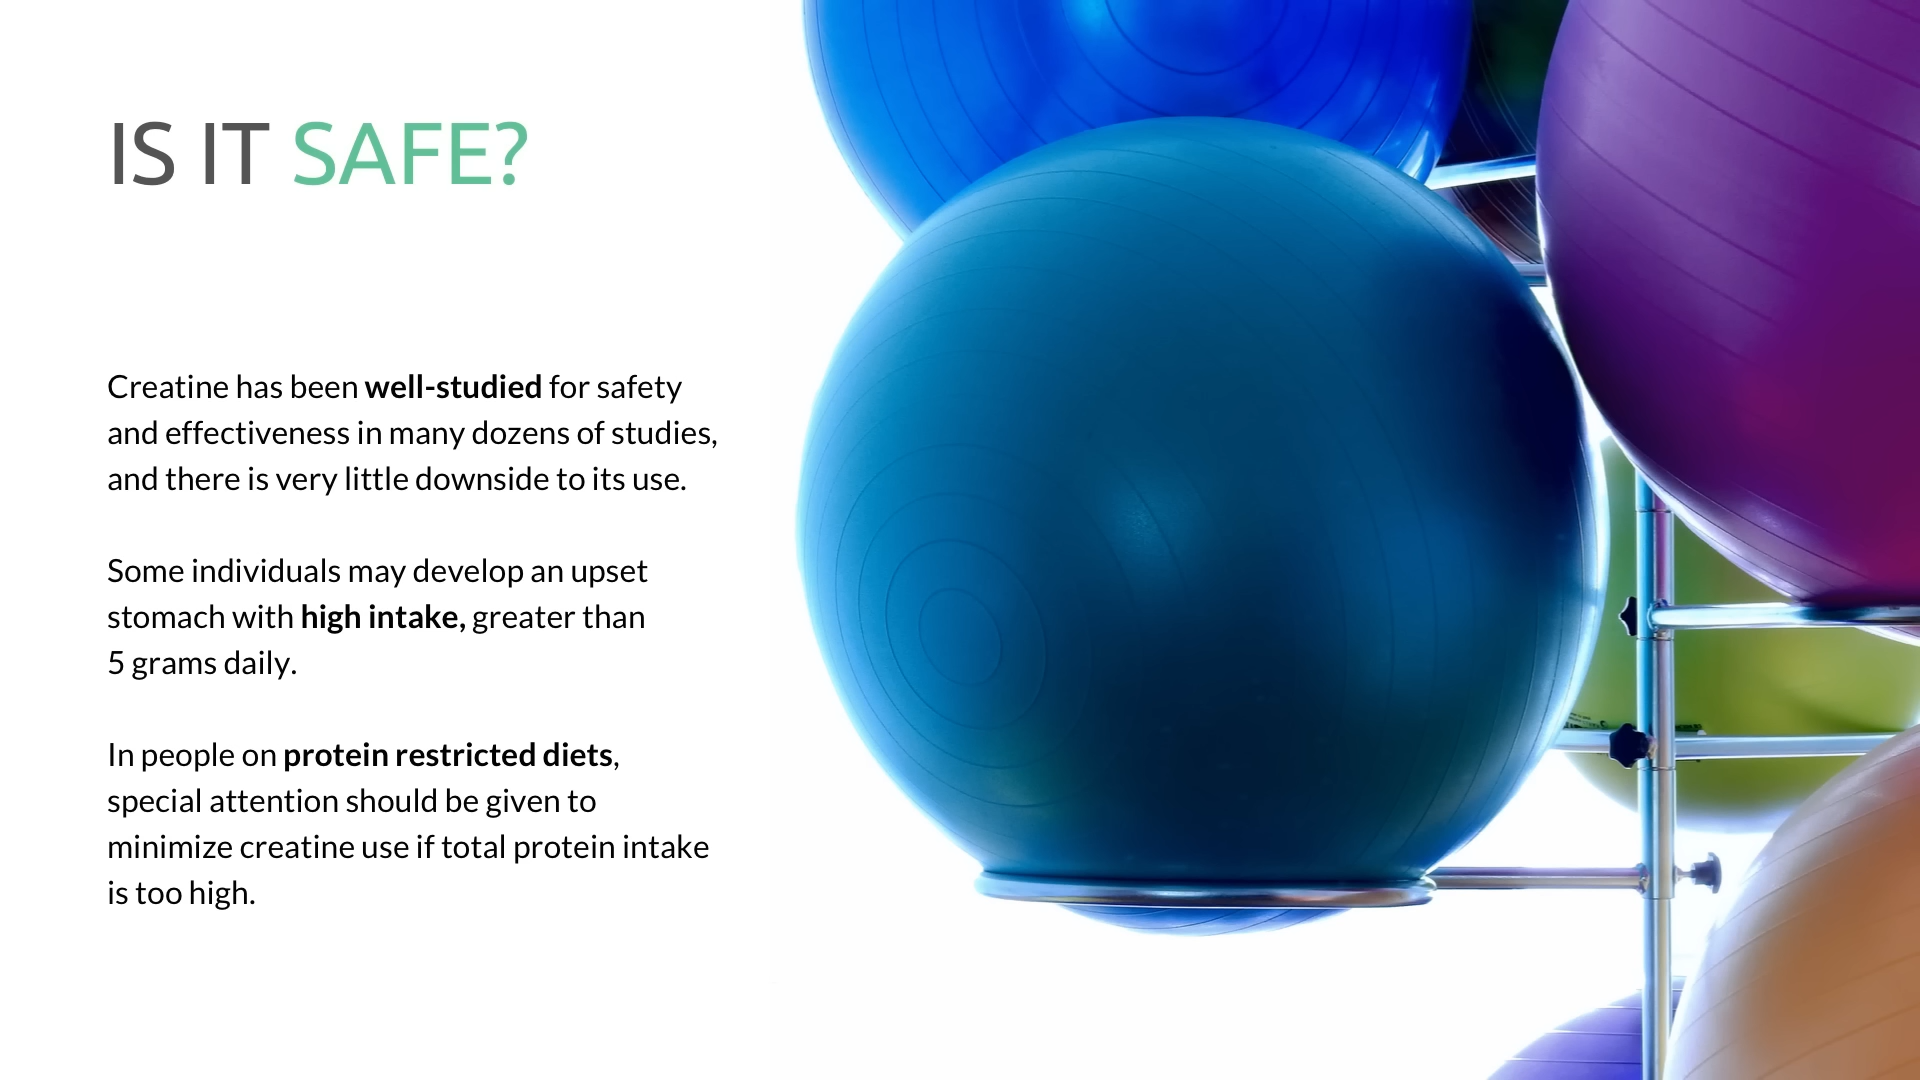 IS IT SAFE?
Creatine has been well-studied for safety
and effectiveness in many dozens of studies,
and there is very little downside to its use.
Some individuals may develop an upset
stomach with high intake, greater than
5 grams daily.
In people on protein restricted diets,
special attention should be given to
minimize creatine use if total protein intake
is too high.